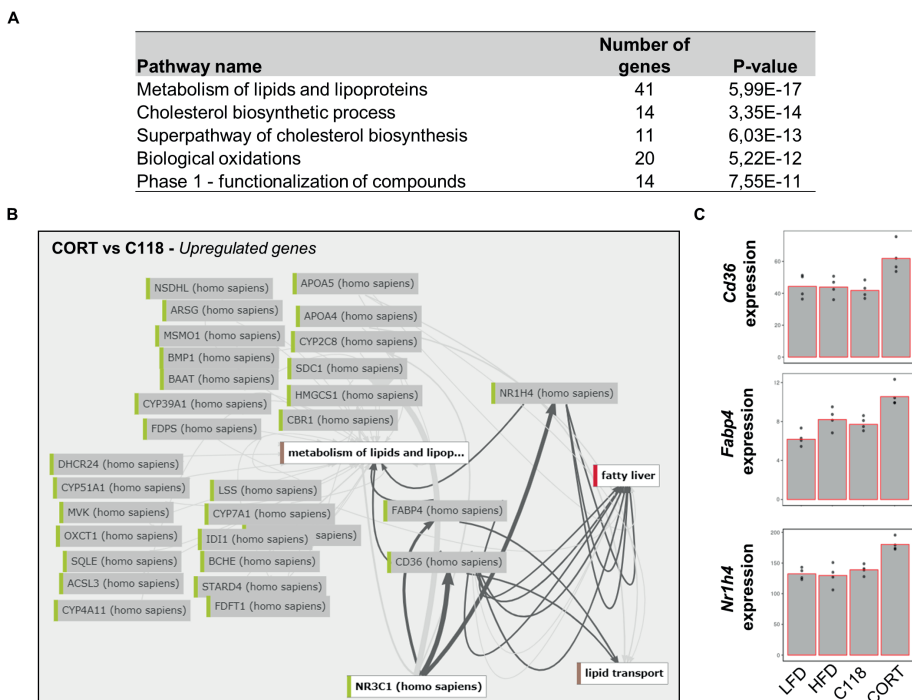 A
Pathway name Number of genes P-value
Metabolism of lipids and lipoproteins 41 5,99E-17
Cholesterol biosynthetic process 14 3,35E-14
Superpathway of cholesterol biosynthesis 11 6,03E-13
Biological oxidations 20 5,22E-12
Phase 1 - functionalization of compounds 14 7,55E-11
B
CORT vs C118 - Upregulated genes
NSDHL (homo sapiens)
ARSG (homo sapiens)
MSMO1 (homo sapiens)
BMP1 (homo sapiens)
BAAT (homo sapiens)
CYP39A1 (homo sapiens)
FDPS (homo sapiens)
APOA5 (homo sapiens)
APOA4 (homo sapiens)
CYP2C8 (homo sapiens)
SDC1 (homo sapiens)
HMGCS1 (homo sapiens)
CBR1 (homo sapiens)
NR1H4 (homo sapiens)
metabolism of lipids and lipop...
fatty liver
DHCR24 (homo sapiens)
CYP51A1 (homo sapiens)
MVK (homo sapiens)
OXCT1 (homo sapiens)
SQLE (homo sapiens)
ACSL3 (homo sapiens)
CYP4A11 (homo sapiens)
LSS (homo sapiens)
CYP7A1 (homo sapiens)
sapiens)
IDI1 (homo sapiens)
BCHE (homo sapiens)
STARD4 (homo sapiens)
FDFT1 (homo sapiens)
FABP4 (homo sapiens)
CD36 (homo sapiens)
NR3C1 (homo sapiens)
lipid transport
C
Cd36
expression
60
40
20
0
Fabp4
expression
12
8
4
0
Nr1h4
expression
200
150
100
50
0
LFD
HFD
C118
CORT